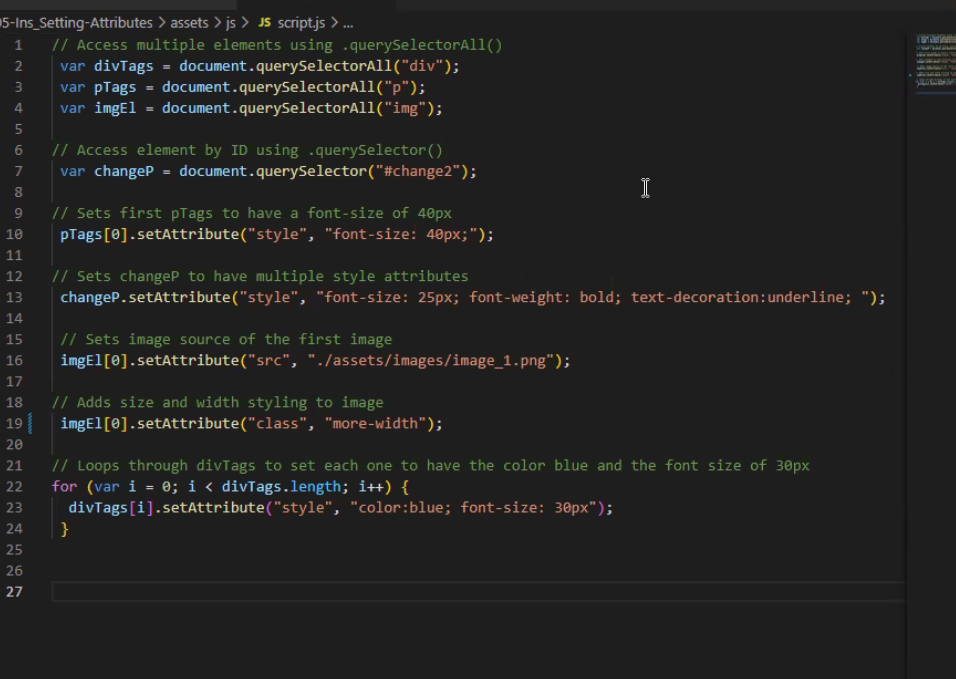 05-Ins_Setting-Attributes > assets > js > JS script.js > ...
1 // Access multiple elements using .querySelectorAll()
2 var divTags = document.querySelectorAll("div");
3 var pTags = document.querySelectorAll("p");
4 var imgEl = document.querySelectorAll("img");
5
6 // Access element by ID using .querySelector()
7 var changeP = document.querySelector("#change2");
8
9 // Sets first pTags to have a font-size of 40px
10 pTags[0].setAttribute("style", "font-size: 40px;");
11
12 // Sets changeP to have multiple style attributes
13 changeP.setAttribute("style", "font-size: 25px; font-weight: bold; text-decoration:underline; ");
14
15 // Sets image source of the first image
16 imgEl[0].setAttribute("src", "./assets/images/image_1.png");
17
18 // Adds size and width styling to image
19 imgEl[0].setAttribute("class", "more-width");
20
21 // Loops through divTags to set each one to have the color blue and the font size of 30px
22 for (var i = 0; i < divTags.length; i++) {
23 divTags[i].setAttribute("style", "color:blue; font-size: 30px");
24 }
25
26
27